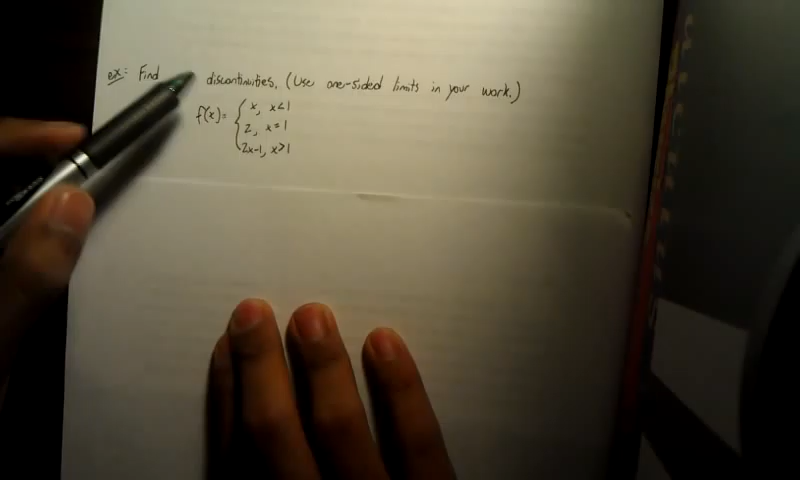 ex: Find discontinuities. (Use one-sided limits in your work.)
f(x)= { x, x<1
2, x=1
2x-1, x>1